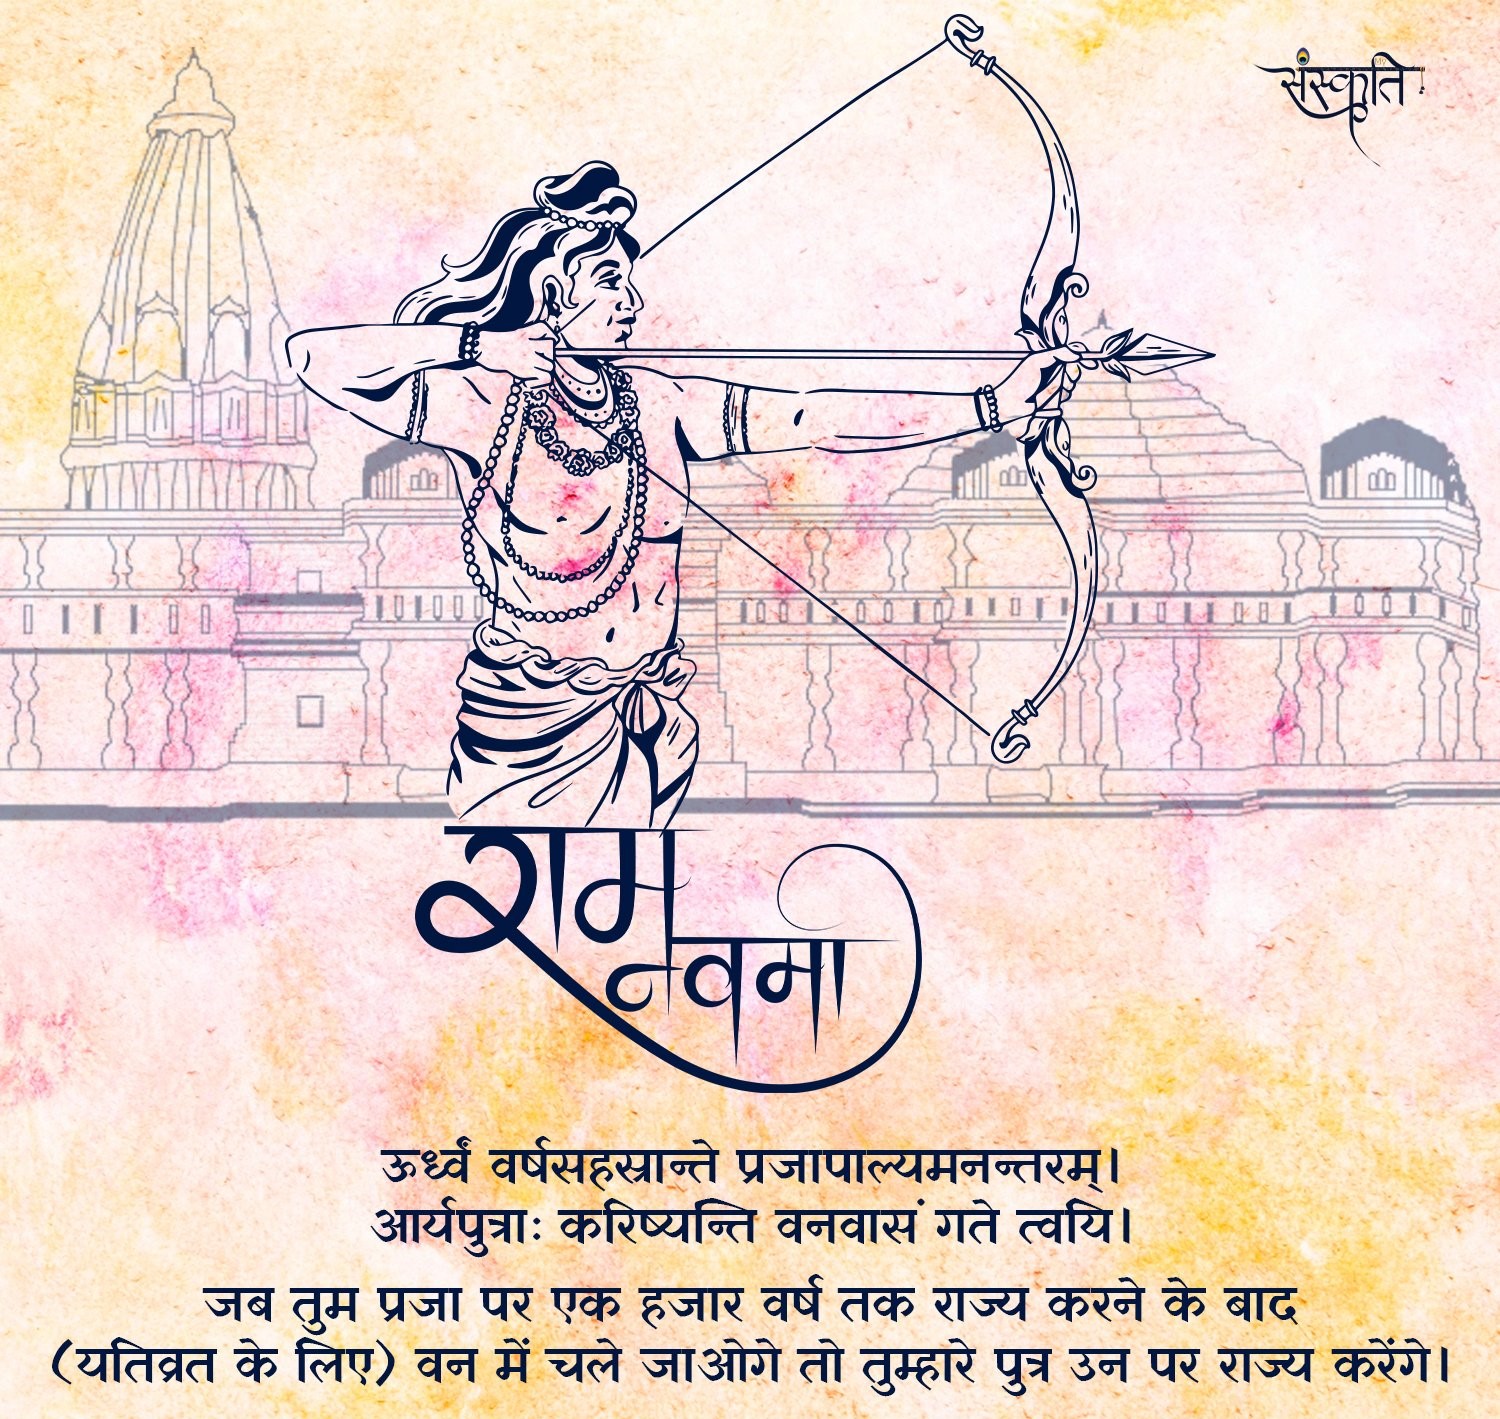 संस्कृति
राम
नवमी
ऊर्ध्वं वर्षसहस्रान्ते प्रजापाल्यमनन्तरम्।
आर्यपुत्राः करिष्यन्ति वनवासं गते त्वयि।
जब तुम प्रजा पर एक हजार वर्ष तक राज्य करने के बाद
(यतिव्रत के लिए) वन में चले जाओगे तो तुम्हारे पुत्र उन पर राज्य करेंगे।